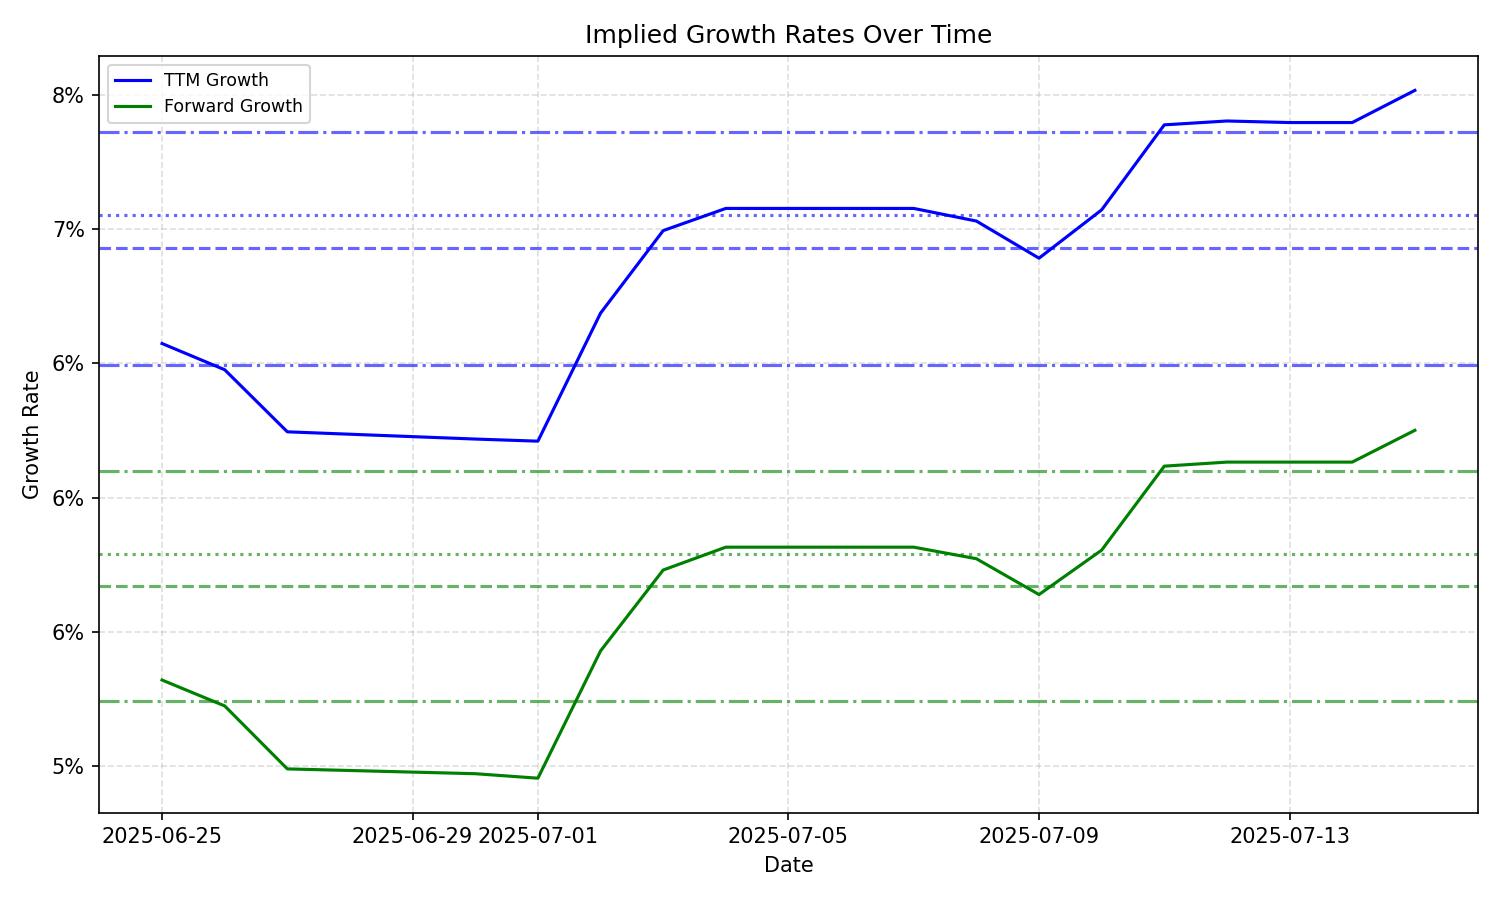 Implied Growth Rates Over Time
TTM Growth
Forward Growth
8%
7%
6%
6%
6%
5%
Growth Rate
2025-06-25
2025-06-29
2025-07-01
2025-07-05
2025-07-09
2025-07-13
Date